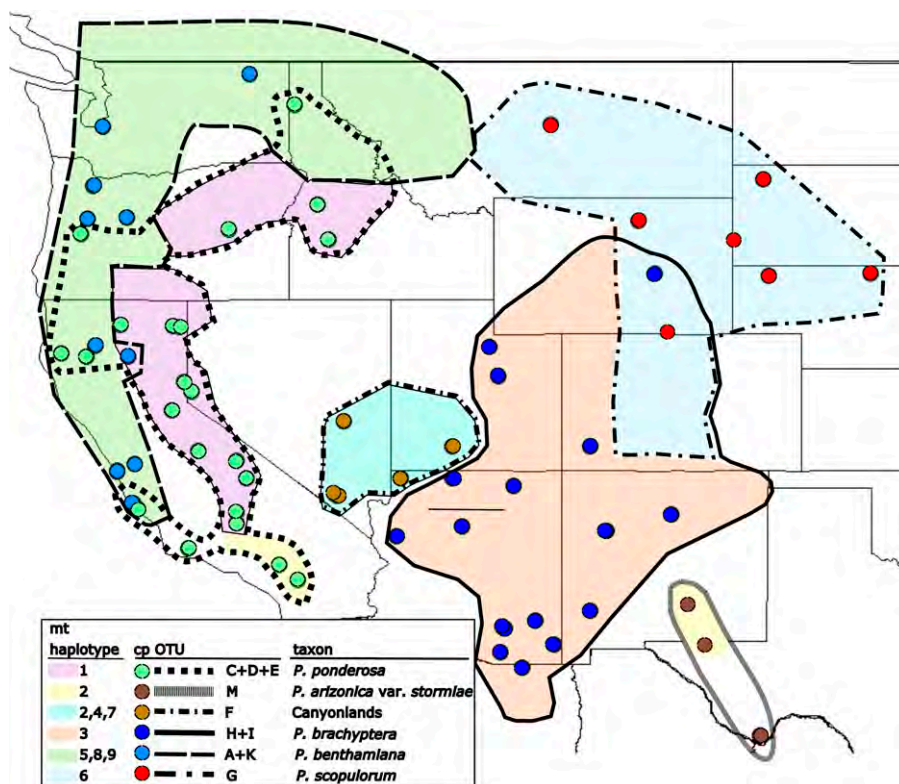 mt
haplotype cp OTU taxon
1 C+D+E P. ponderosa
2 M P. arizonica var. stormiae
2,4,7 F Canyonlands
3 H+I P. brachyptera
5,8,9 A+K P. benthamiana
6 G P. scopulorum